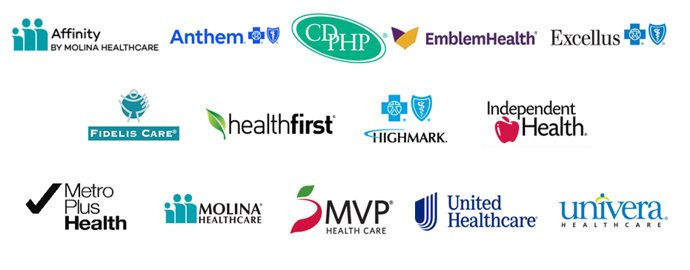 Affinity
BY MOLINA HEALTHCARE
Anthem
CDPHP®
EmblemHealth®
Excellus
FIDELIS CARE®
healthfirst®
HIGHMARK.
Independent
Health®
Metro
Plus
Health
MOLINA®
HEALTHCARE
MVP®
HEALTH CARE
United
Healthcare®
univera®
HEALTHCARE